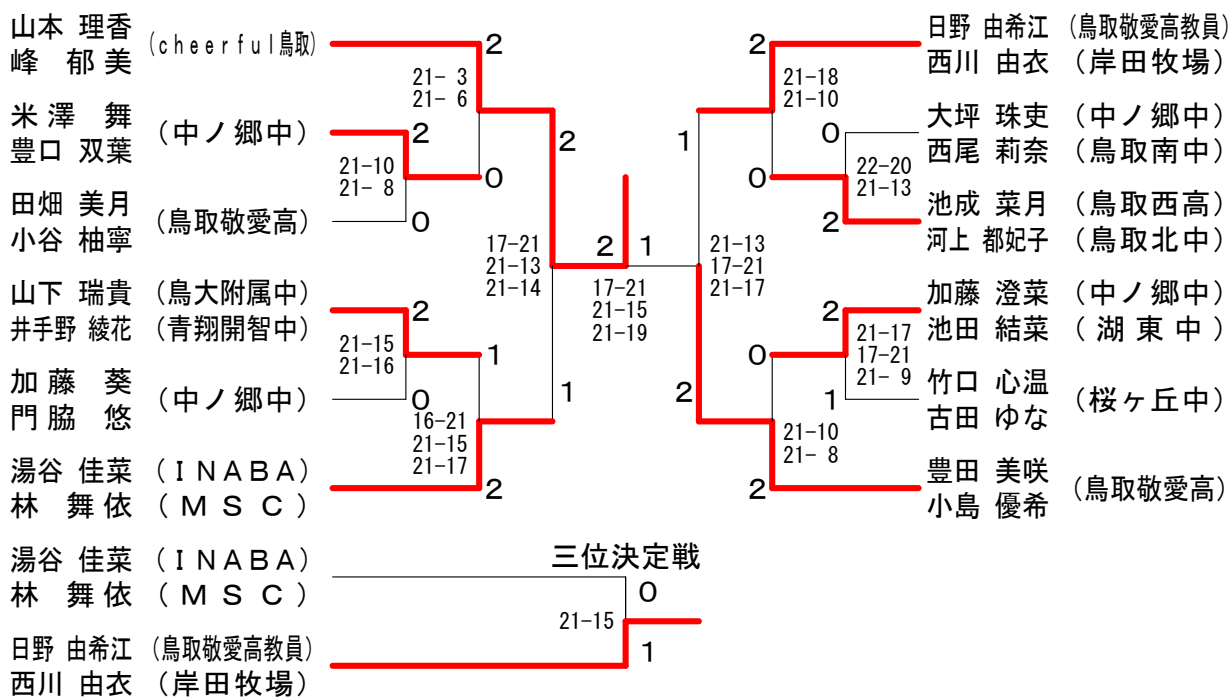 山本 理香
峰 郁美
(cheerful鳥取)
2
21- 3
21- 6
米澤 舞
豊口 双葉
(中ノ郷中)
2
21-10
21- 8
0
田畑 美月
小谷 柚寧
(鳥取敬愛高)
0
2
17-21
21-13
21-14
山下 瑞貴 (鳥大附属中)
井手野 綾花 (青翔開智中)
2
21-15
21-16
1
加藤 葵
門脇 悠
(中ノ郷中)
0
16-21
21-15
21-17
1
湯谷 佳菜 (INABA)
林 舞依 (MSC)
2
2 1
17-21
21-15
21-19
日野 由希江 (鳥取敬愛高教員)
西川 由衣 (岸田牧場)
2
21-18
21-10
1
大坪 珠吏 (中ノ郷中)
西尾 莉奈 (鳥取南中)
0
22-20
21-13
0
池成 菜月 (鳥取西高)
河上 都妃子 (鳥取北中)
2
21-13
17-21
21-17
加藤 澄菜 (中ノ郷中)
池田 結菜 (湖東中)
2
21-17
17-21
21- 9
0
竹口 心温
古田 ゆな
(桜ヶ丘中)
1
2
21-10
21- 8
豊田 美咲
小島 優希
(鳥取敬愛高)
2
三位決定戦
湯谷 佳菜 (INABA)
林 舞依 (MSC)
0
21-15
1
日野 由希江 (鳥取敬愛高教員)
西川 由衣 (岸田牧場)